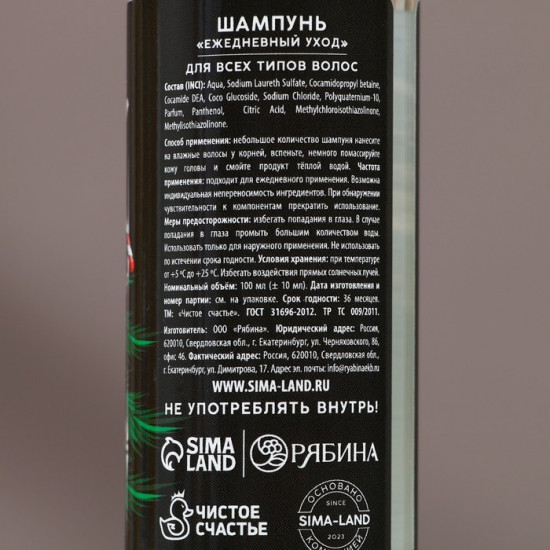 ШАМПУНЬ
«ЕЖЕДНЕВНЫЙ УХОД»
ДЛЯ ВСЕХ ТИПОВ ВОЛОС
Состав (INCI): Aqua, Sodium Laureth Sulfate, Cocamidopropyl betaine,
Cocamide DEA, Coco Glucoside, Sodium Chloride, Polyquaternium-10,
Parfum, Panthenol, Citric Acid, Methylchloroisothiazolinone,
Methylisothiazolinone.
Способ применения: небольшое количество шампуня нанесите
на влажные волосы у корней, вспеньте, немного помассируйте
кожу головы и смойте продукт тёплой водой. Частота
применения: подходит для ежедневного применения. Возможна
индивидуальная непереносимость ингредиентов. При обнаружении
чувствительности к компонентам прекратить использование.
Меры предосторожности: избегать попадания в глаза. В случае
попадания в глаза промыть большим количеством воды.
Использовать только для наружного применения. Не использовать
по истечении срока годности. Условия хранения: при температуре
от +5 °С до +25 °С. Избегать воздействия прямых солнечных лучей.
Номинальный объём: 100 мл (± 10 мл). Дата изготовления и
номер партии: см. на упаковке. Срок годности: 36 месяцев.
ТМ: «Чистое счастье». ГОСТ 31696-2012. ТР ТС 009/2011.
Изготовитель: ООО «Рябина». Юридический адрес: Россия,
620010, Свердловская обл., г. Екатеринбург, ул. Черняховского, 86,
офис 46. Фактический адрес: Россия, 620010, Свердловская обл.,
г. Екатеринбург, ул. Димитрова, 17. Адрес эл. почты: info@ryabinaekb.ru
WWW.SIMA-LAND.RU
НЕ УПОТРЕБЛЯТЬ ВНУТРЬ!
SIMA LAND
РЯБИНА
ЧИСТОЕ СЧАСТЬЕ
ОСНОВАНО
SINCE
SIMA-LAND
2023